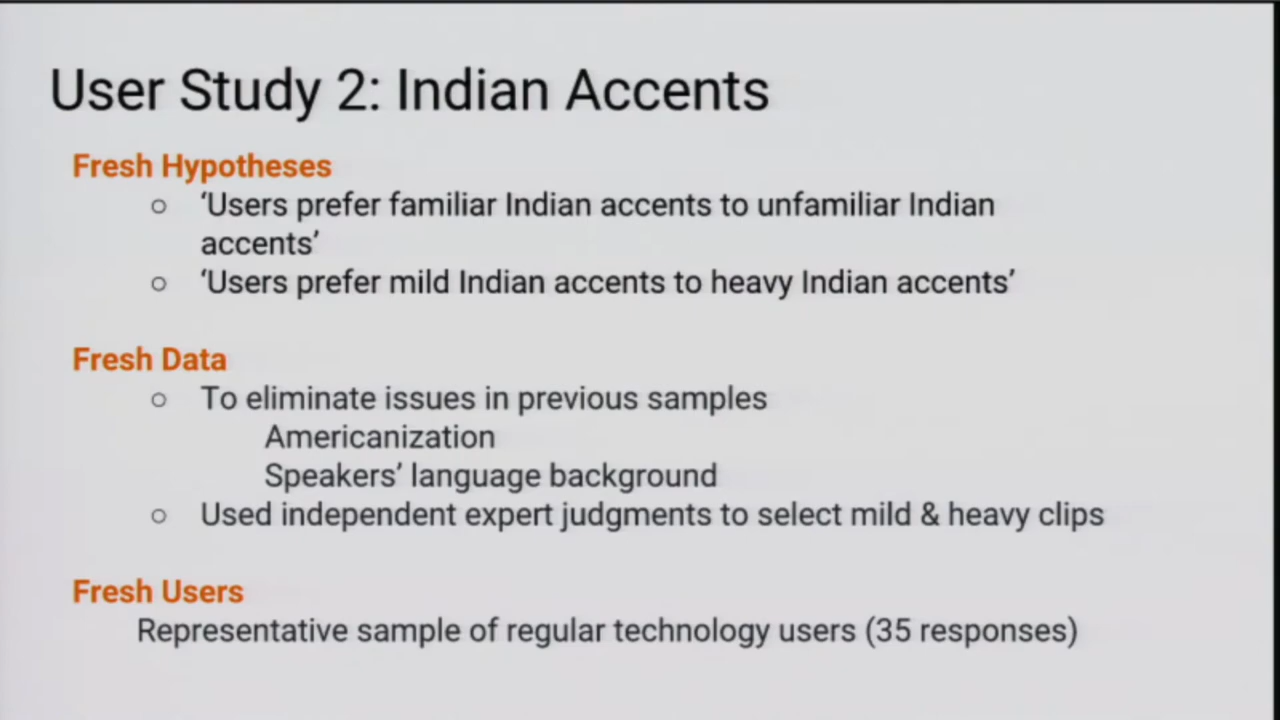 User Study 2: Indian Accents
Fresh Hypotheses
○ ‘Users prefer familiar Indian accents to unfamiliar Indian
accents’
○ ‘Users prefer mild Indian accents to heavy Indian accents’
Fresh Data
○ To eliminate issues in previous samples
Americanization
Speakers’ language background
○ Used independent expert judgments to select mild & heavy clips
Fresh Users
Representative sample of regular technology users (35 responses)